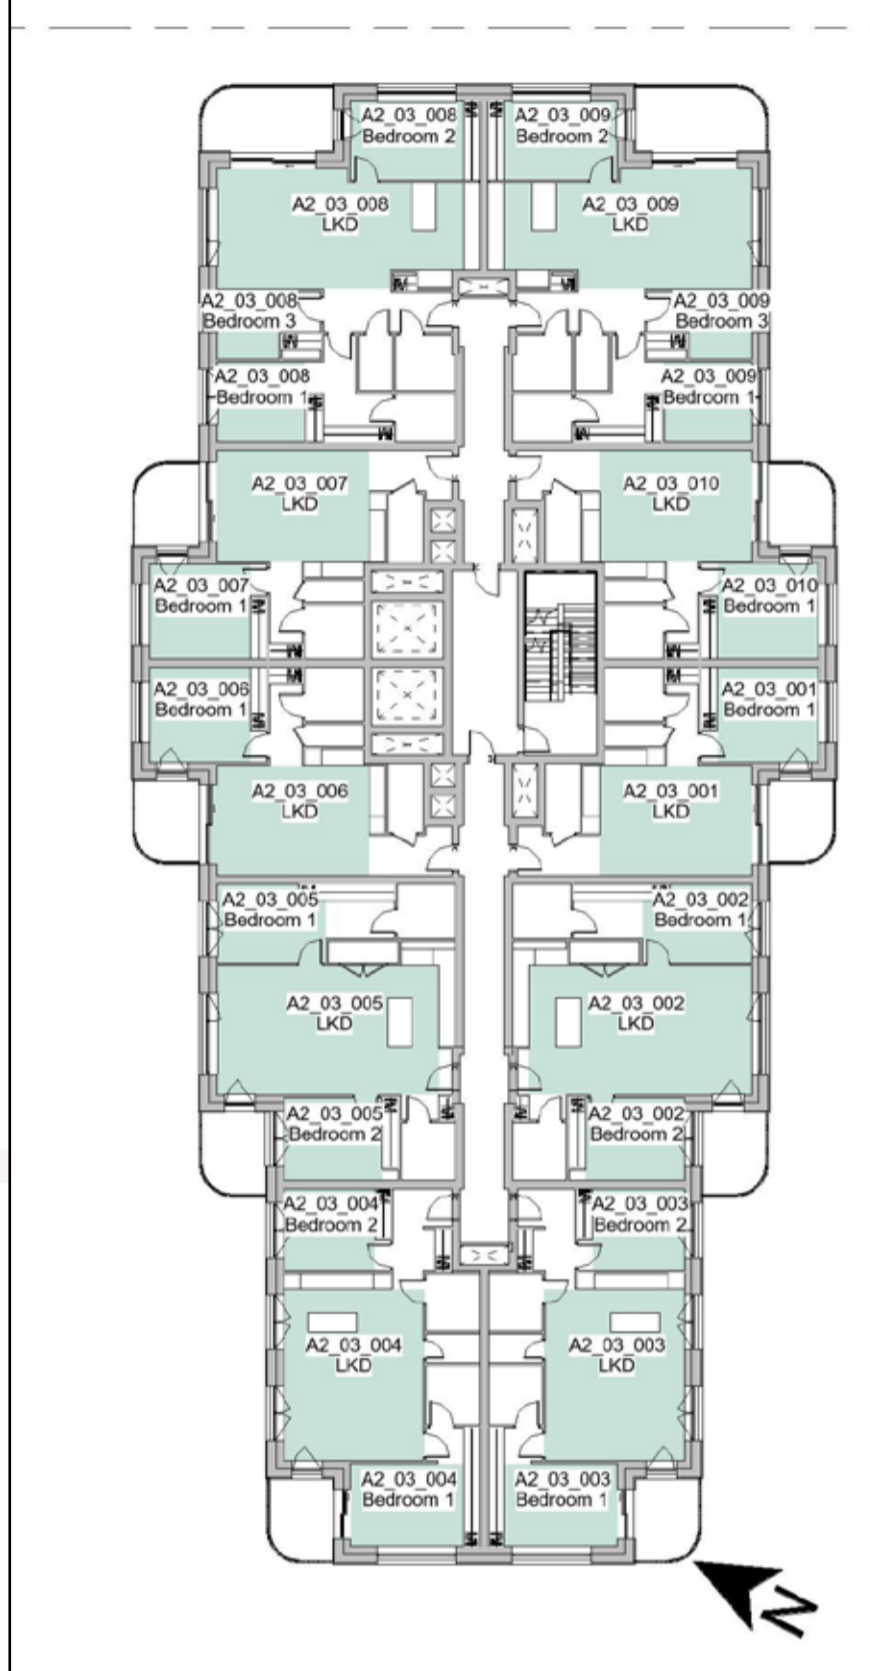 A2_03_008
Bedroom 2
A2_03_009
Bedroom 2
A2_03_008
LKD
A2_03_009
LKD
A2_03_008
Bedroom 3
A2_03_009
Bedroom 3
A2_03_008
Bedroom 1
A2_03_009
Bedroom 1
A2_03_007
LKD
A2_03_010
LKD
A2_03_007
Bedroom 1
A2_03_010
Bedroom 1
A2_03_006
Bedroom 1
A2_03_001
Bedroom 1
A2_03_006
LKD
A2_03_001
LKD
A2_03_005
Bedroom 1
A2_03_002
Bedroom 1
A2_03_005
LKD
A2_03_002
LKD
A2_03_005
Bedroom 2
A2_03_002
Bedroom 2
A2_03_004
Bedroom 2
A2_03_003
Bedroom 2
A2_03_004
LKD
A2_03_003
LKD
A2_03_004
Bedroom 1
A2_03_003
Bedroom 1
N